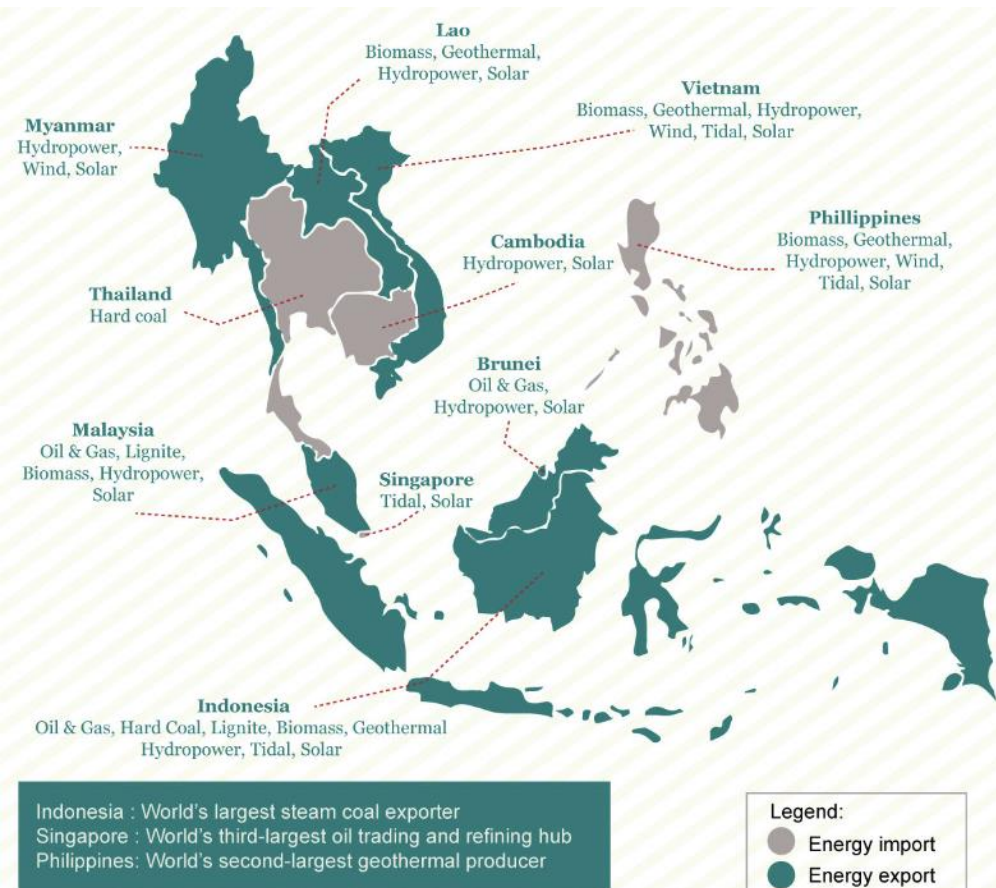 Lao
Biomass, Geothermal,
Hydropower, Solar
Vietnam
Biomass, Geothermal, Hydropower,
Wind, Tidal, Solar
Myanmar
Hydropower,
Wind, Solar
Phillippines
Biomass, Geothermal,
Hydropower, Wind,
Tidal, Solar
Cambodia
Hydropower, Solar
Thailand
Hard coal
Brunei
Oil & Gas,
Hydropower, Solar
Malaysia
Oil & Gas, Lignite,
Biomass, Hydropower,
Solar
Singapore
Tidal, Solar
Indonesia
Oil & Gas, Hard Coal, Lignite, Biomass, Geothermal
Hydropower, Tidal, Solar
Indonesia : World's largest steam coal exporter
Singapore : World's third-largest oil trading and refining hub
Philippines: World's second-largest geothermal producer
Legend:
Energy import
Energy export